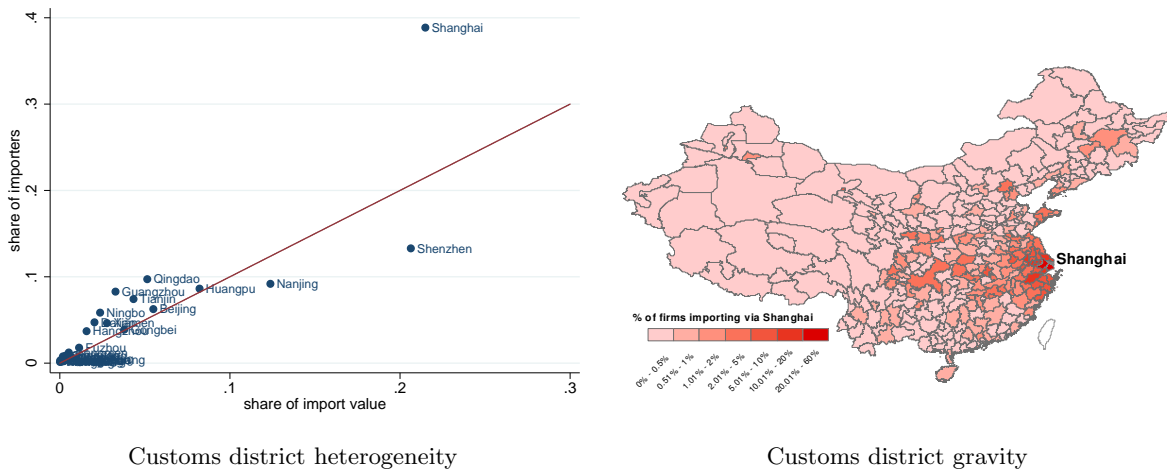 .4
.3
.2
.1
0
share of importers
Shanghai
Shenzhen
Qingdao
Nanjing
Guangzhou
Huangpu
Tianjin
Beijing
Ningbo
Gongbei
Hangzhou
Fuzhou
0
.1
.2
.3
share of import value
Shanghai
% of firms importing via Shanghai
0% - 0.5%
0.51% - 1%
1.01% - 2%
2.01% - 5%
5.01% - 10%
10.01% - 20%
20.01% - 60%
Customs district heterogeneity
Customs district gravity